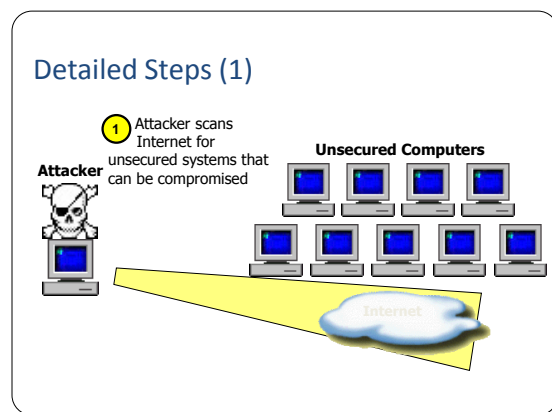 Detailed Steps (1)
1 Attacker scans
Internet for
unsecured systems that
can be compromised
Attacker
Unsecured Computers
Internet